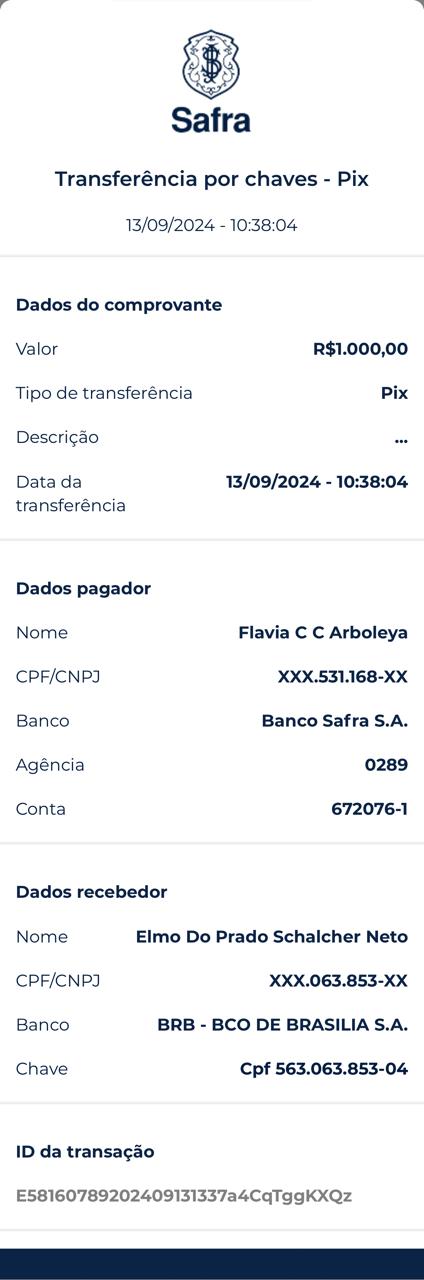 Safra
Transferência por chaves - Pix
13/09/2024 - 10:38:04
Dados do comprovante
Valor R$1.000,00
Tipo de transferência Pix
Descrição ...
Data da transferência 13/09/2024 - 10:38:04
Dados pagador
Nome Flavia C C Arboleya
CPF/CNPJ XXX.531.168-XX
Banco Banco Safra S.A.
Agência 0289
Conta 672076-1
Dados recebedor
Nome Elmo Do Prado Schalcher Neto
CPF/CNPJ XXX.063.853-XX
Banco BRB - BCO DE BRASILIA S.A.
Chave Cpf 563.063.853-04
ID da transação
E58160789202409131337a4CqTggKXQz